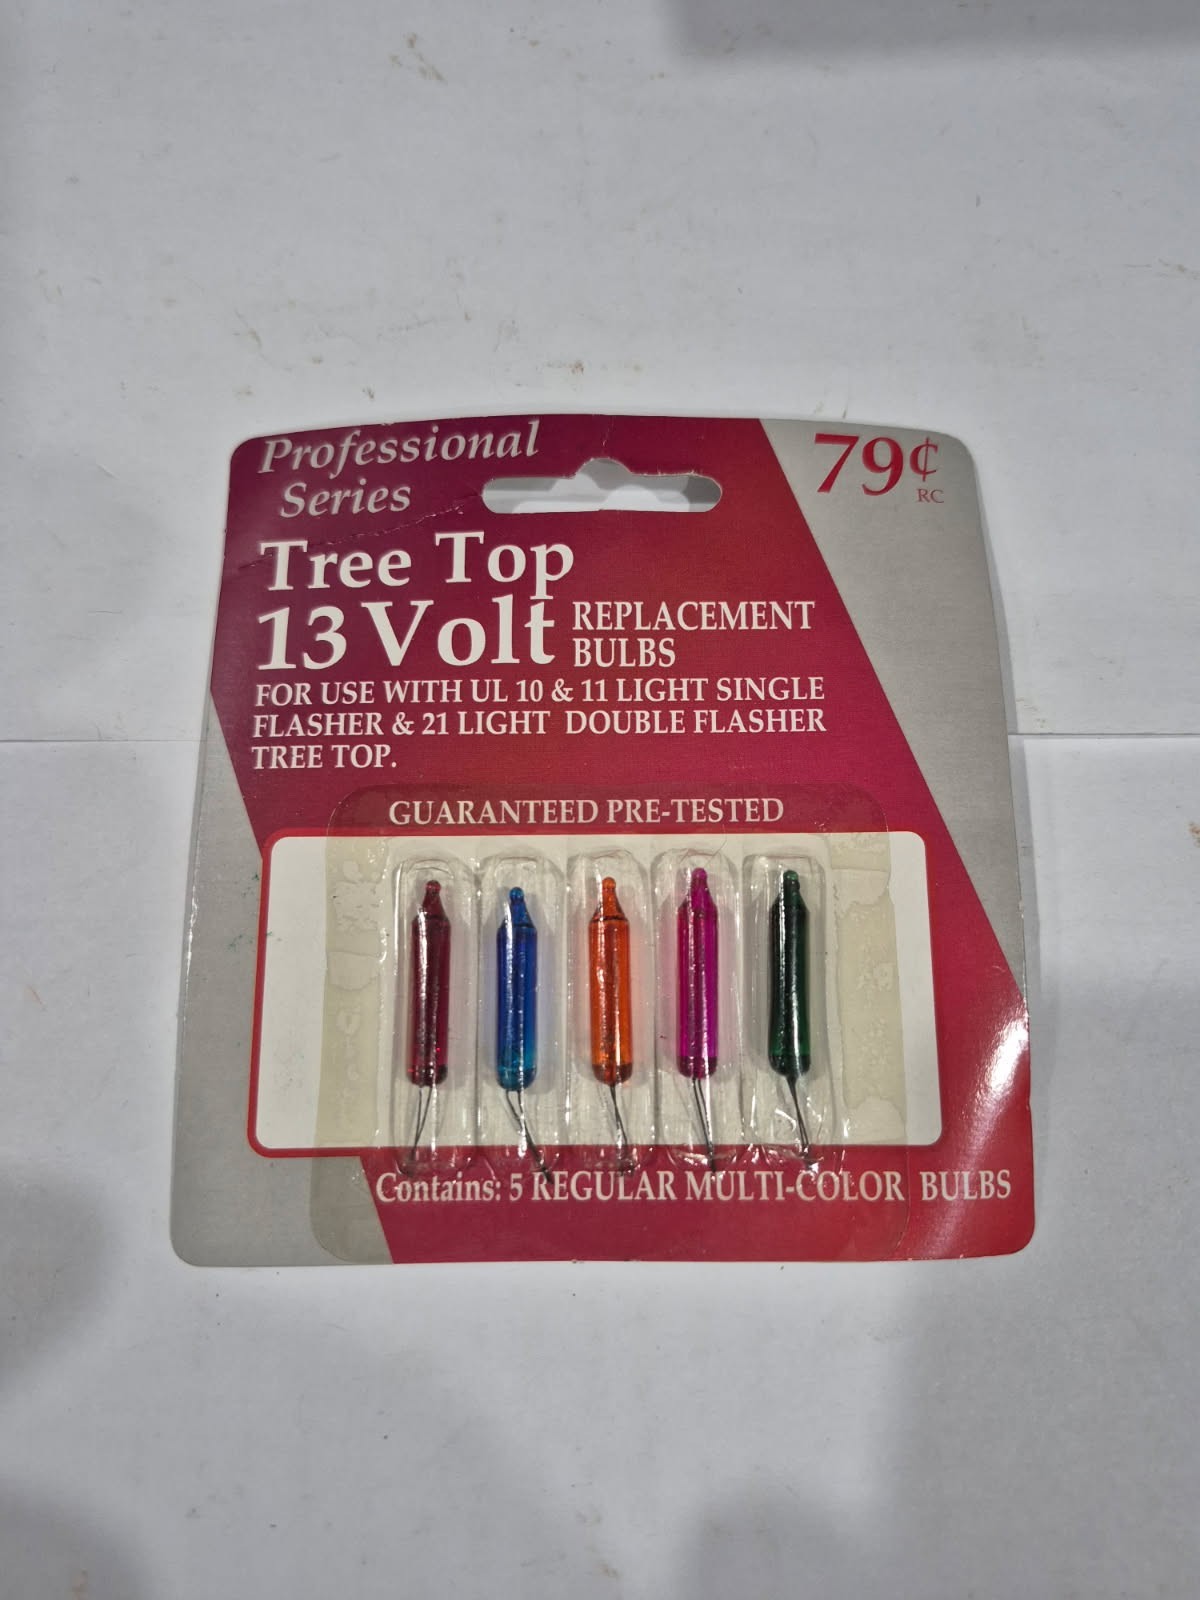 Professional
Series
79¢
RC
Tree Top
13 Volt REPLACEMENT
BULBS
FOR USE WITH UL 10 & 11 LIGHT SINGLE
FLASHER & 21 LIGHT DOUBLE FLASHER
TREE TOP.
GUARANTEED PRE-TESTED
Contains: 5 REGULAR MULTI-COLOR BULBS